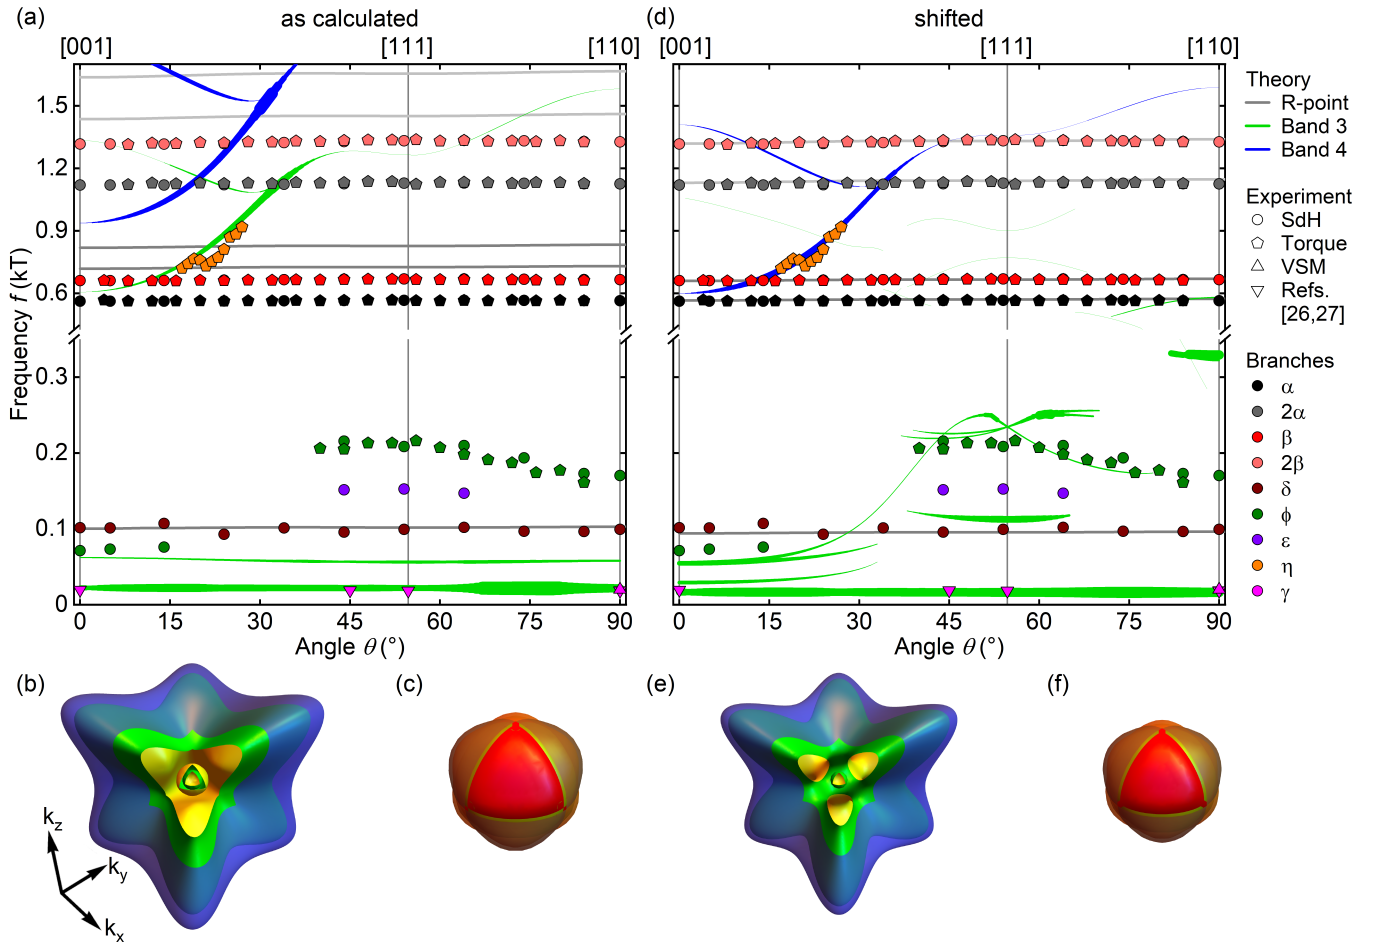 (a)
as calculated
[001]
[111]
[110]
1.5
1.2
0.9
0.6
0.3
0.2
0.1
0
Frequency f (kT)
0 15 30 45 60 75 90
Angle θ (°)
(d)
shifted
[001]
[111]
[110]
0 15 30 45 60 75 90
Angle θ (°)
Theory
R-point
Band 3
Band 4
Experiment
SdH
Torque
VSM
Refs.
[26,27]
Branches
α
2α
β
2β
δ
ϕ
ε
η
γ
(b)
k_z
k_y
k_x
(c)
(e)
(f)